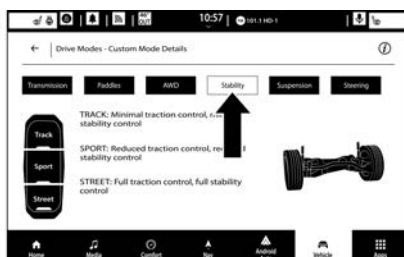 OUT
10:57
101.1 HD-1
Drive Modes - Custom Mode Details
Transmission
Paddles
AWD
Stability
Suspension
Steering
Track
Sport
Street
TRACK: Minimal traction control,
stability control
SPORT: Reduced traction control,
stability control
STREET: Full traction control, full stability
control
Home
Media
Comfort
Nav
Android
Vehicle
Apps